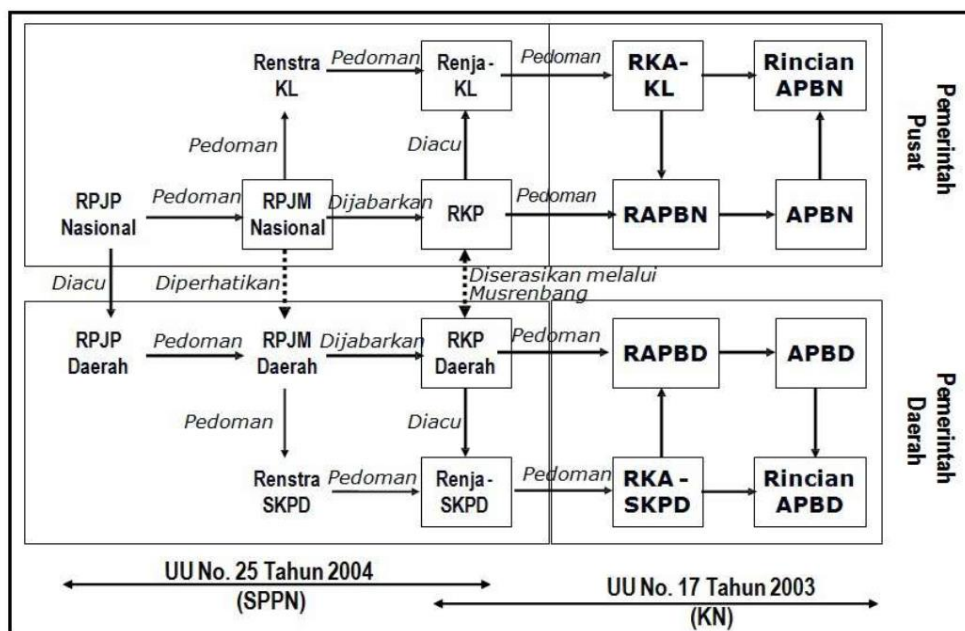 Renstra
KL
Pedoman
Renja-
KL
Pedoman
RKA-
KL
Rincian
APBN
Pemerintah
Pusat
Pedoman
Diacu
RPJP
Nasional
Pedoman
RPJM
Nasional
Dijabarkan
RKP
Pedoman
RAPBN
APBN
Diacu
Diperhatikan
Diserasikan melalui
Musrenbang
RPJP
Daerah
Pedoman
RPJM
Daerah
Dijabarkan
RKP
Daerah
Pedoman
RAPBD
APBD
Pemerintah
Daerah
Pedoman
Diacu
Renstra
SKPD
Pedoman
Renja-
SKPD
Pedoman
RKA -
SKPD
Rincian
APBD
UU No. 25 Tahun 2004
(SPPN)
UU No. 17 Tahun 2003
(KN)